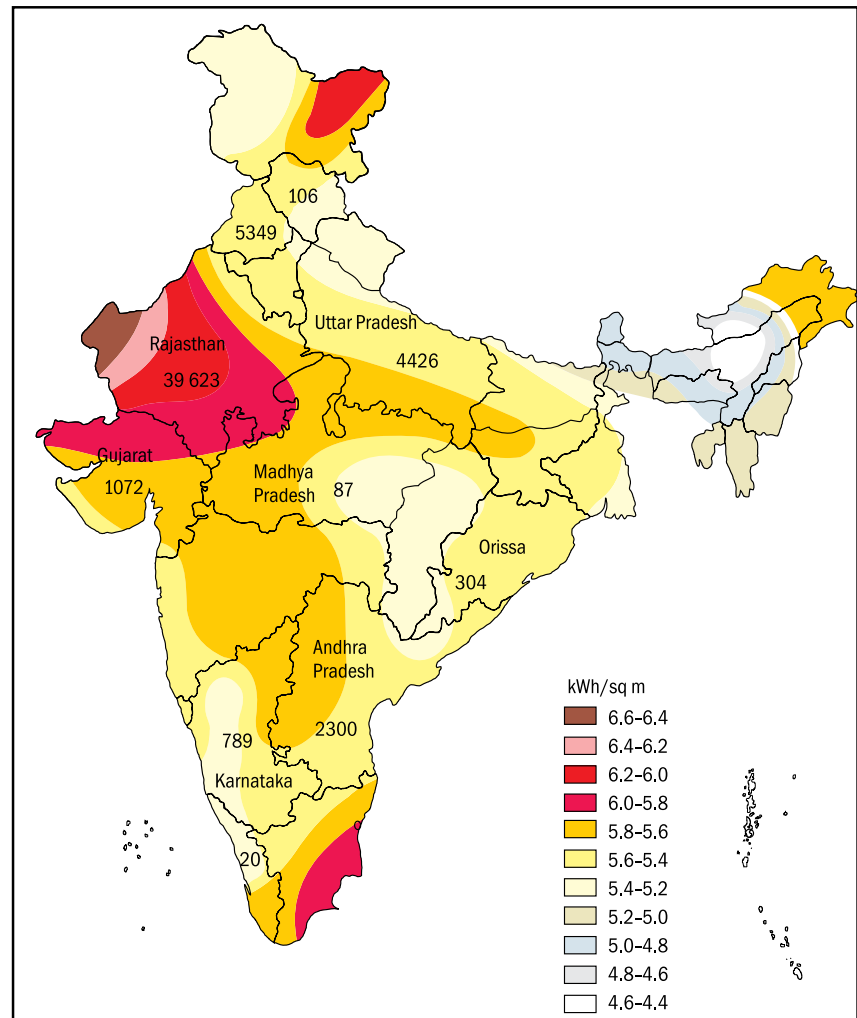 106
5349
Uttar Pradesh
4426
Rajasthan
39 623
Gujarat
1072
Madhya
Pradesh
87
Orissa
304
Andhra
Pradesh
2300
789
Karnataka
20
kWh/sq m
6.6–6.4
6.4–6.2
6.2–6.0
6.0–5.8
5.8–5.6
5.6–5.4
5.4–5.2
5.2–5.0
5.0–4.8
4.8–4.6
4.6–4.4